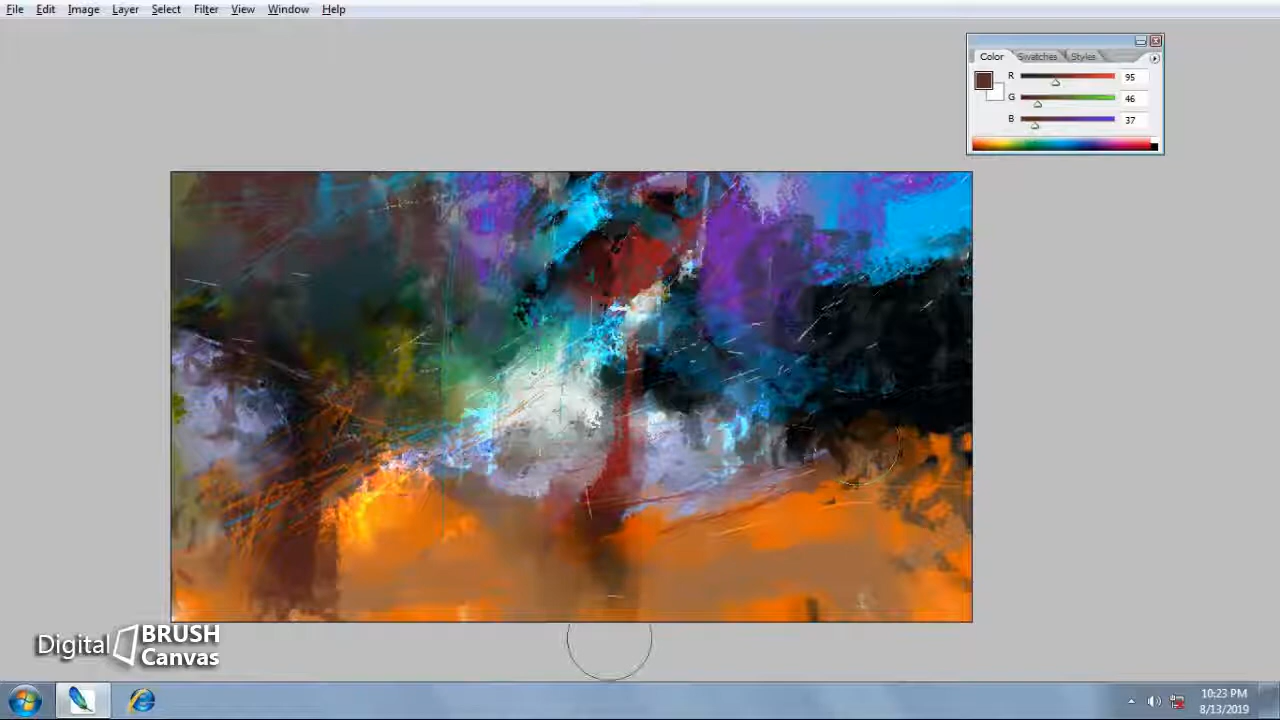 File Edit Image Layer Select Filter View Window Help
Color Swatches Styles
R 95
G 46
B 37
Digital BRUSH
Canvas
10:23 PM
8/13/2019